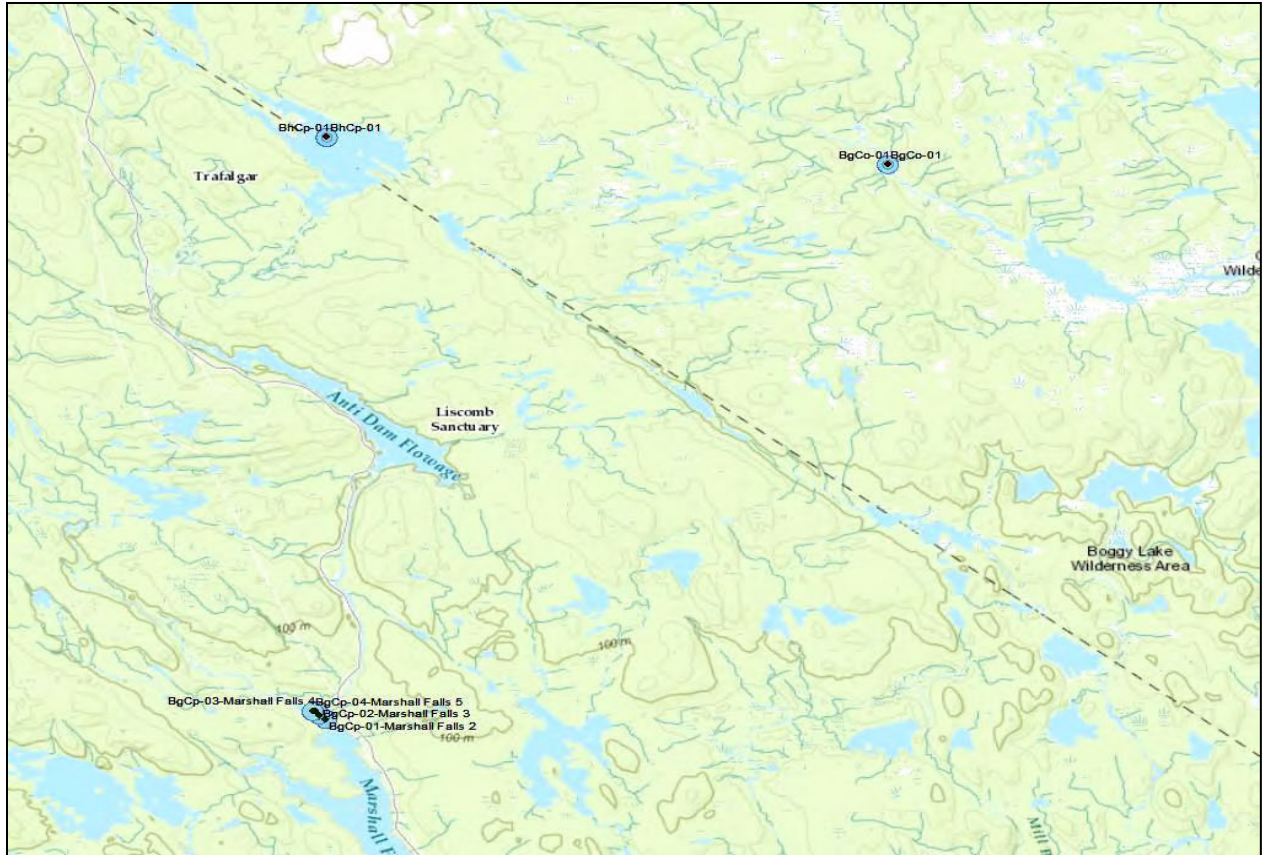 BhCp-01BhCp-01
BgCo-01BgCo-01
Trafalgar
Wilde
Anti Dam Flowage
Liscomb
Sanctuary
Boggy Lake
Wilderness Area
100 m
100 m
BgCp-03-Marshall Falls 4
BgCp-04-Marshall Falls 5
BgCp-02-Marshall Falls 3
BgCp-01-Marshall Falls 2
100 m
Marshall F
Mill